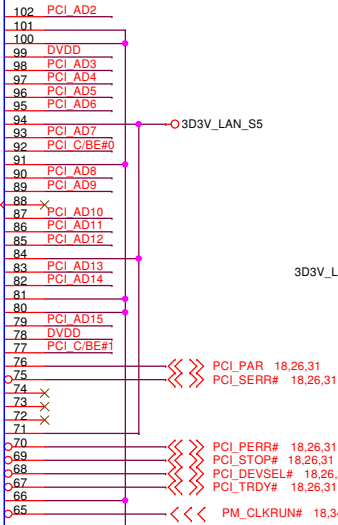 102 PCI_AD2
101
100
99 DVDD
98 PCI_AD3
97 PCI_AD4
96 PCI_AD5
95 PCI_AD6
94 3D3V_LAN_S5
93 PCI_AD7
92 PCI_C/BE#0
91
90 PCI_AD8
89 PCI_AD9
88
87 PCI_AD10
86 PCI_AD11
85 PCI_AD12
84
83 PCI_AD13 3D3V_L
82 PCI_AD14
81
80
79 PCI_AD15
78 DVDD
77 PCI_C/BE#1
76 PCI_PAR 18,26,31
75 PCI_SERR# 18,26,31
74
73
72
71
70 PCI_PERR# 18,26,31
69 PCI_STOP# 18,26,31
68 PCI_DEVSEL# 18,26,
67 PCI_TRDY# 18,26,31
66
65 PM_CLKRUN# 18,3